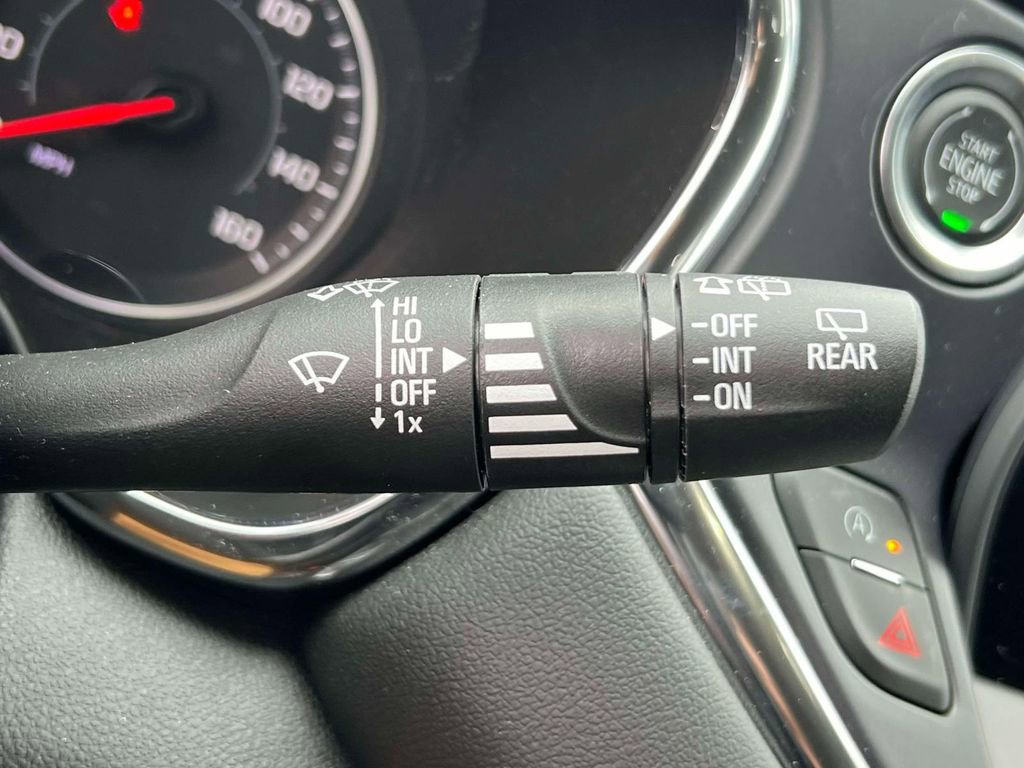 100
120
140
160
MPH
START
ENGINE
STOP
HI
LO
INT
OFF
1x
-OFF
-INT
-ON
REAR
A